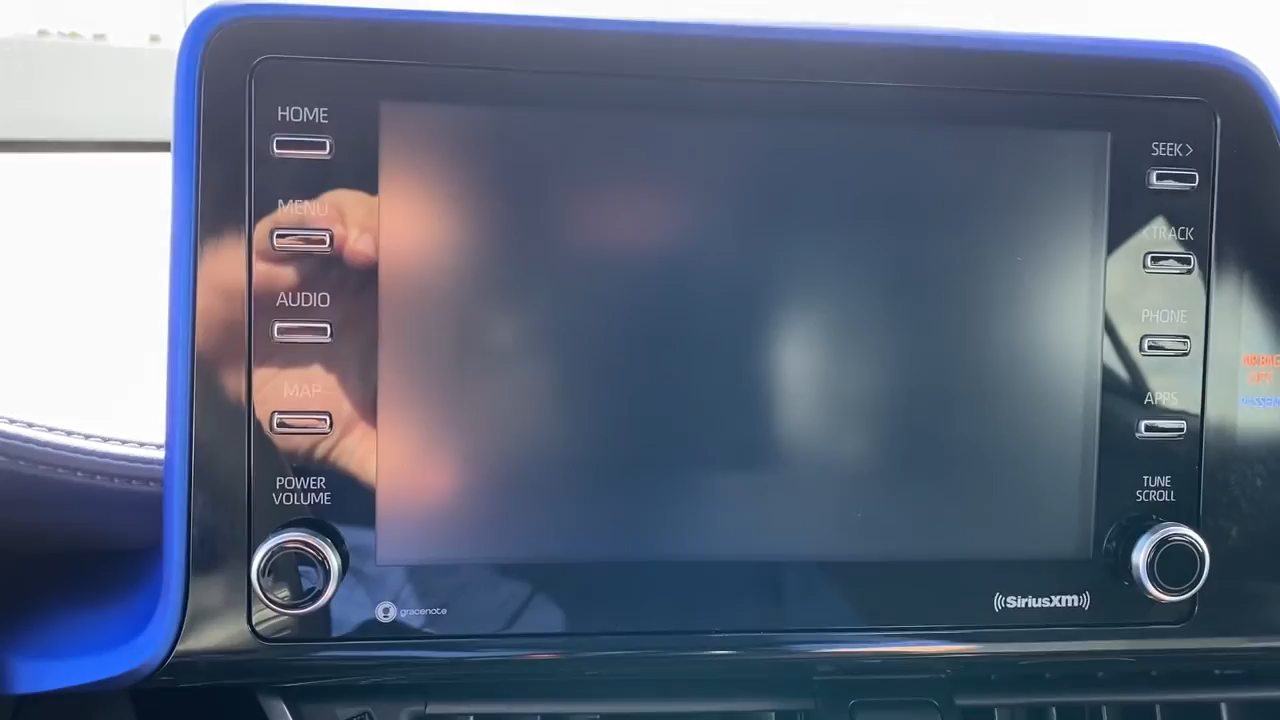 HOME
MENU
AUDIO
MAP
POWER
VOLUME
gracenote
SEEK>
<TRACK
PHONE
APPS
TUNE
SCROLL
((SiriusXM))